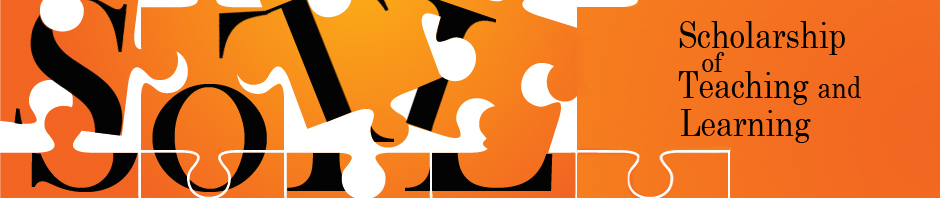 SoTL
Scholarship
of
Teaching and
Learning